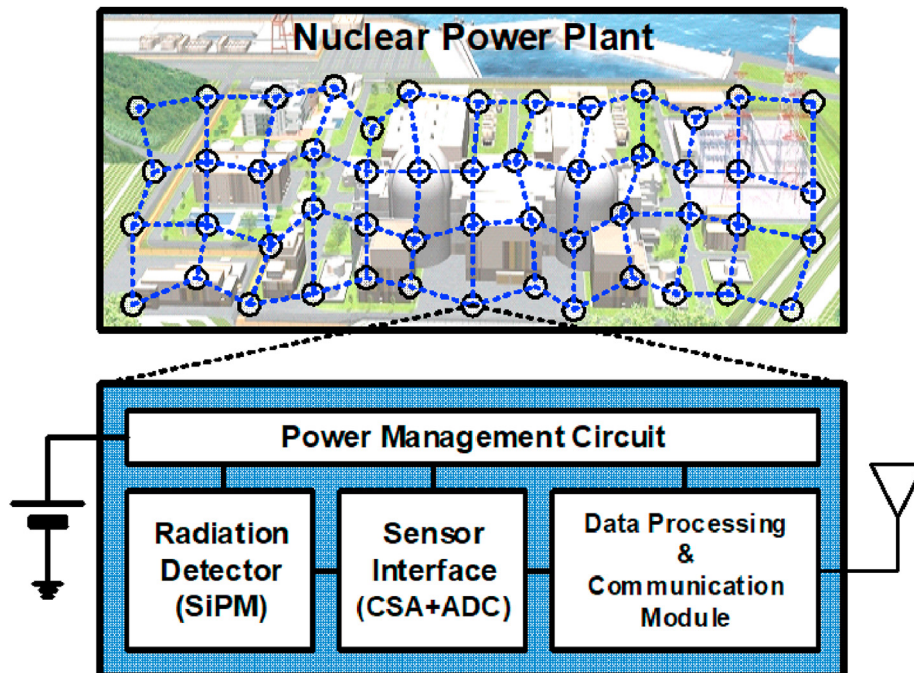 Nuclear Power Plant
Power Management Circuit
Radiation
Detector
(SiPM)
Sensor
Interface
(CSA+ADC)
Data Processing
&
Communication
Module